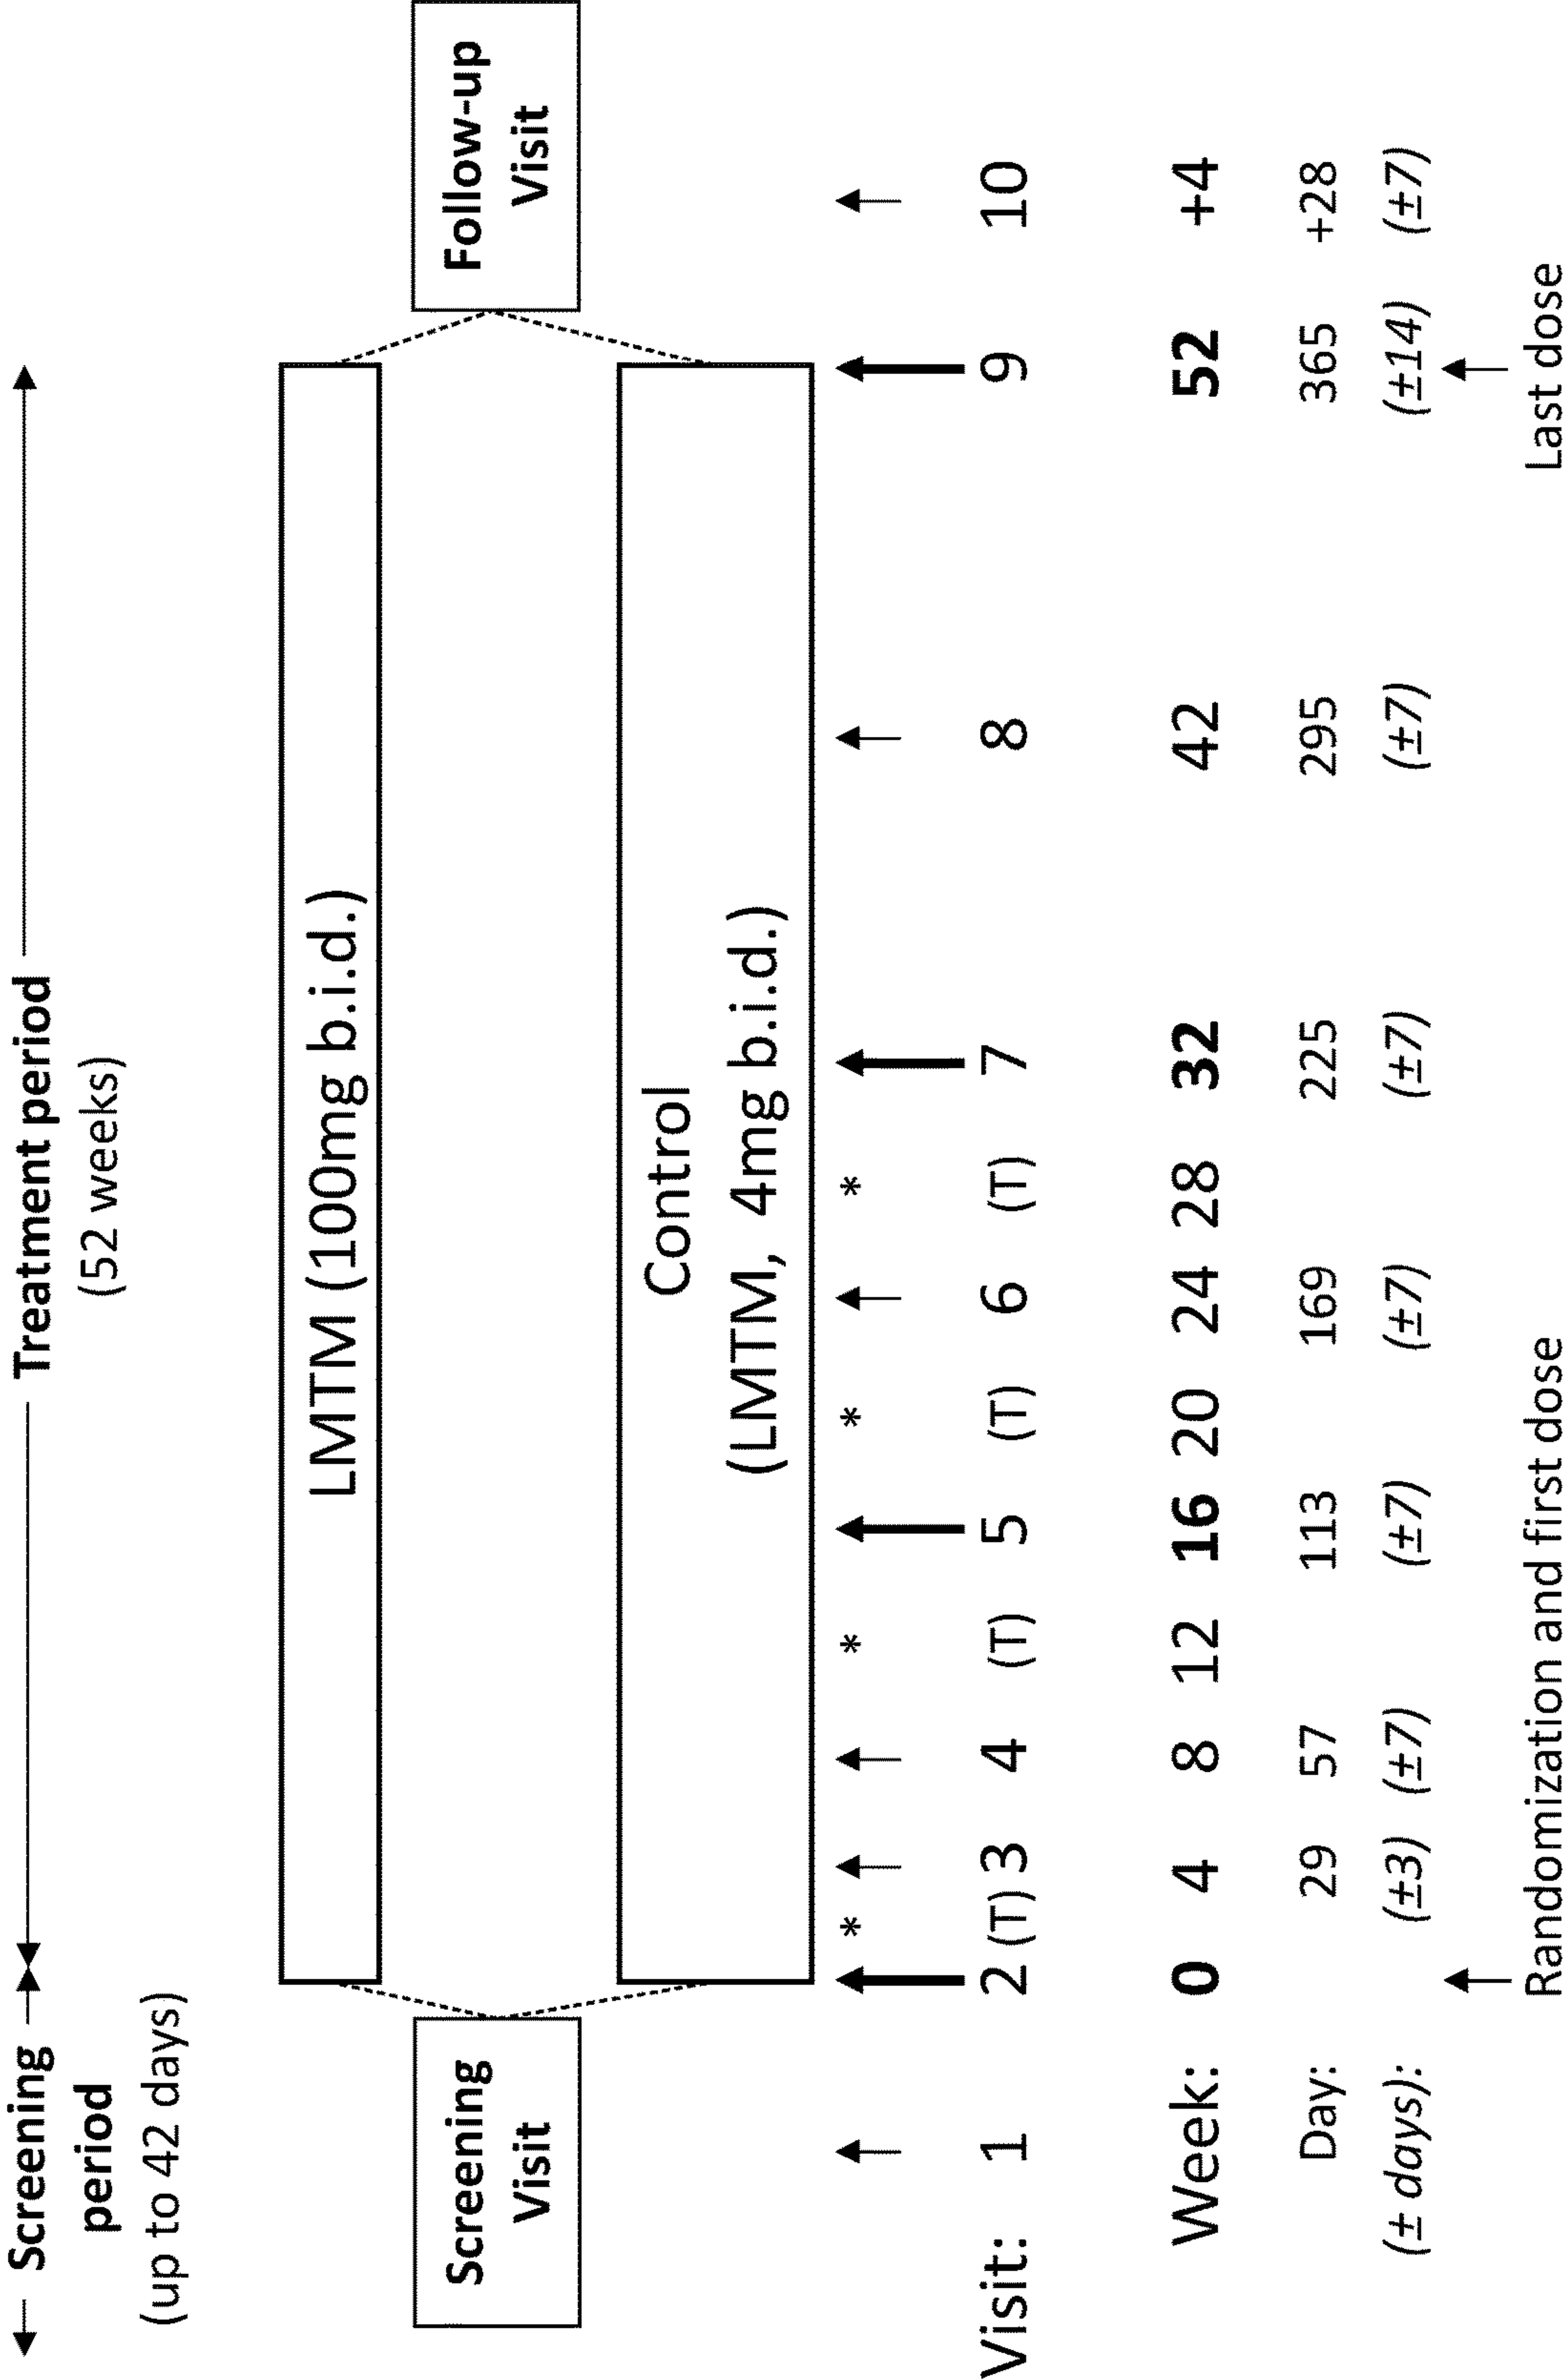 Screening period
(up to 42 days)
Treatment period
(52 weeks)
LMTM (100mg b.i.d.)
Screening
Visit
Follow-up
Visit
Control
(LMTM, 4mg b.i.d.)
* * * *
Visit: 1 2 (T) 3 4 (T) 5 (T) 6 (T) 7 8 9 10
Week: 0 4 8 12 16 20 24 28 32 42 52 +4
Day: 29 57 113 169 225 295 365 +28
(± days): (±3) (±7) (±7) (±7) (±7) (±7) (±14) (±7)
Randomization and first dose
Last dose